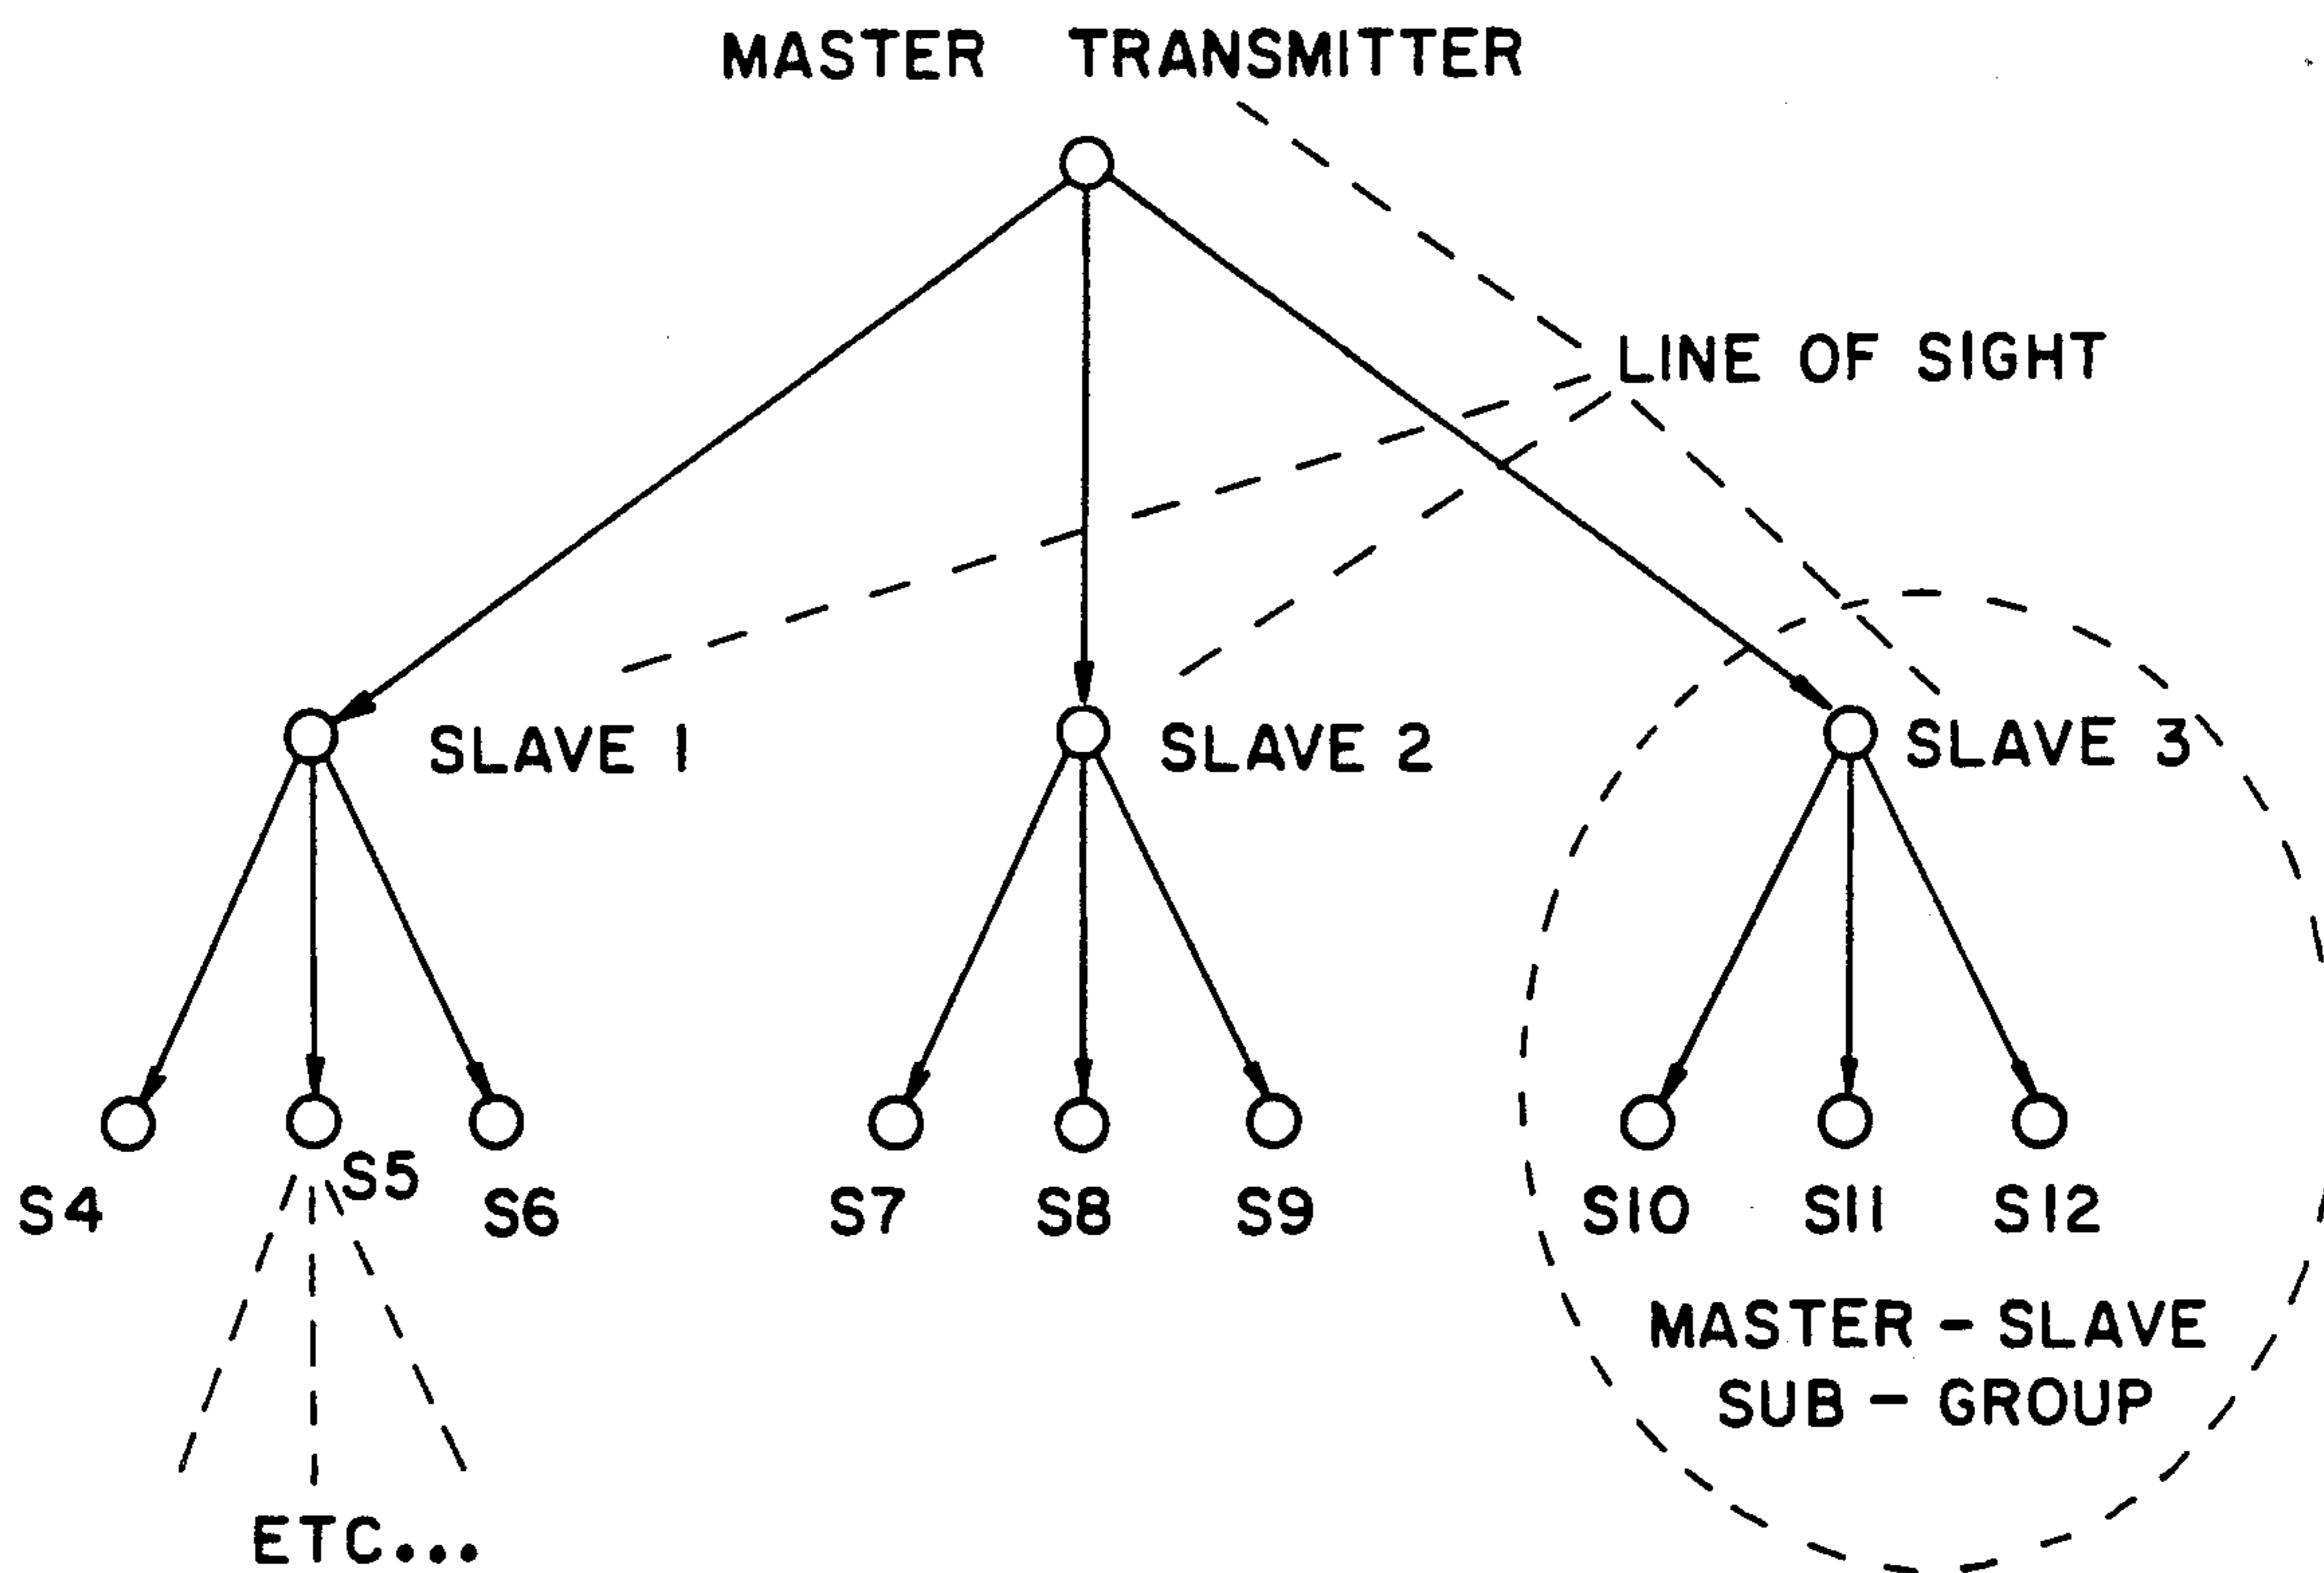 MASTER TRANSMITTER
LINE OF SIGHT
SLAVE 1
SLAVE 2
SLAVE 3
S4
S5
S6
S7
S8
S9
S10
S11
S12
MASTER - SLAVE
SUB - GROUP
ETC...